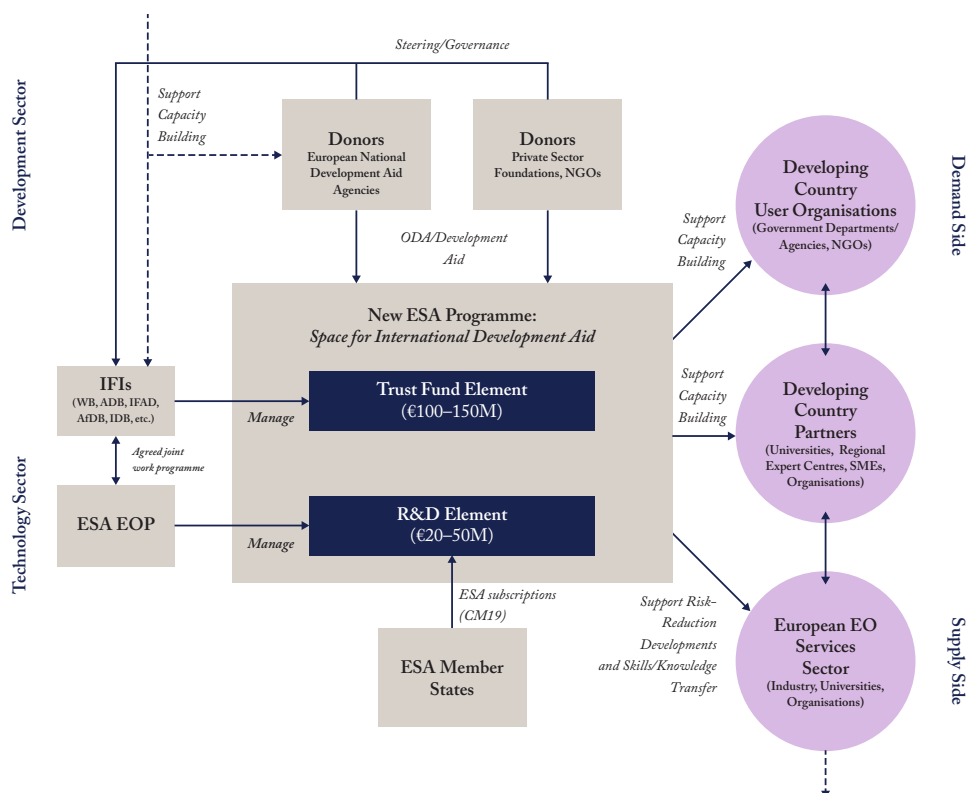 Steering/Governance
Development Sector
Support
Capacity
Building
Donors
European National
Development Aid
Agencies
Donors
Private Sector
Foundations, NGOs
ODA/Development
Aid
New ESA Programme:
Space for International Development Aid
Trust Fund Element
(€100–150M)
R&D Element
(€20–50M)
IFIs
(WB, ADB, IFAD,
AfDB, IDB, etc.)
Manage
Agreed joint
work programme
Technology Sector
ESA EOP
Manage
ESA subscriptions
(CM19)
ESA Member
States
Support
Capacity
Building
Support
Capacity
Building
Support Risk–
Reduction
Developments
and Skills/Knowledge
Transfer
Developing
Country
User Organisations
(Government Departments/
Agencies, NGOs)
Developing
Country
Partners
(Universities, Regional
Expert Centres, SMEs,
Organisations)
European EO
Services
Sector
(Industry, Universities,
Organisations)
Demand Side
Supply Side